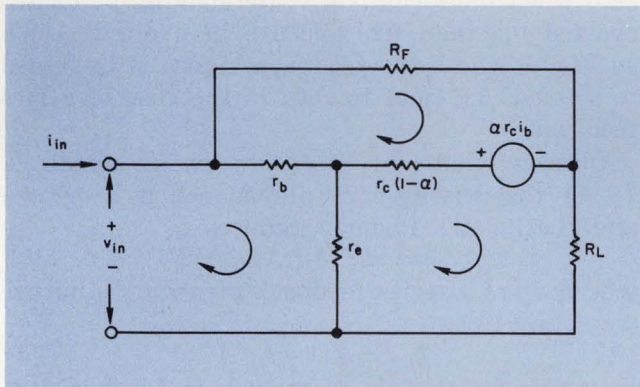 R_F
α r_c i_b
i_in
+ −
r_b
r_c (1-α)
+
v_in
−
r_e
R_L